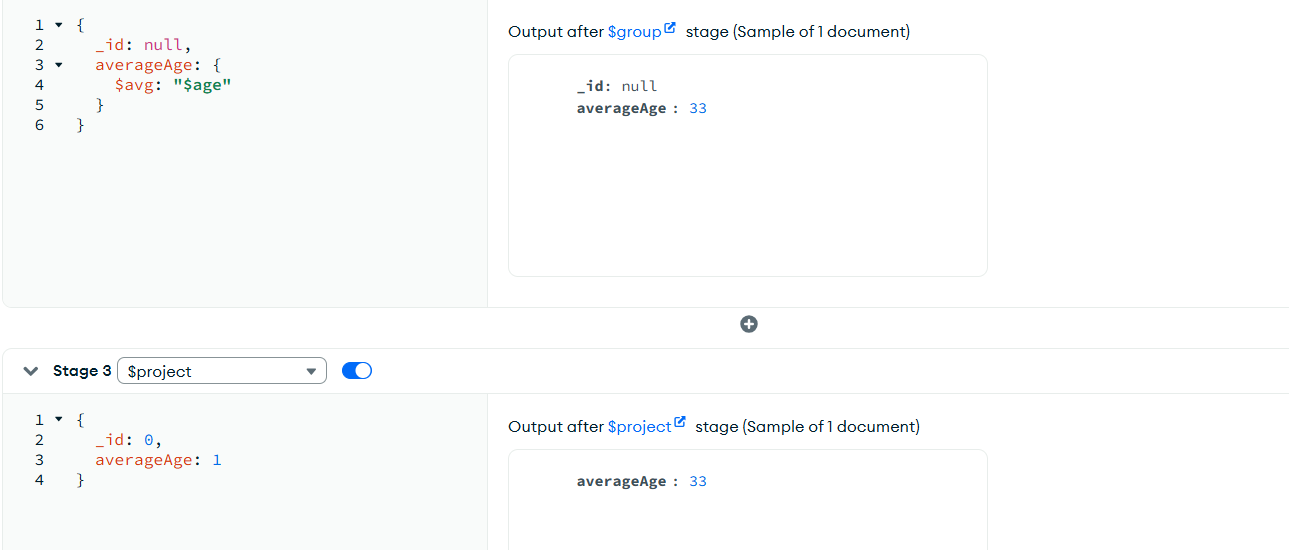 1 {
2 _id: null,
3 averageAge: {
4 $avg: "$age"
5 }
6 }
Output after $group stage (Sample of 1 document)
_id: null
averageAge : 33
Stage 3 $project
1 {
2 _id: 0,
3 averageAge: 1
4 }
Output after $project stage (Sample of 1 document)
averageAge : 33